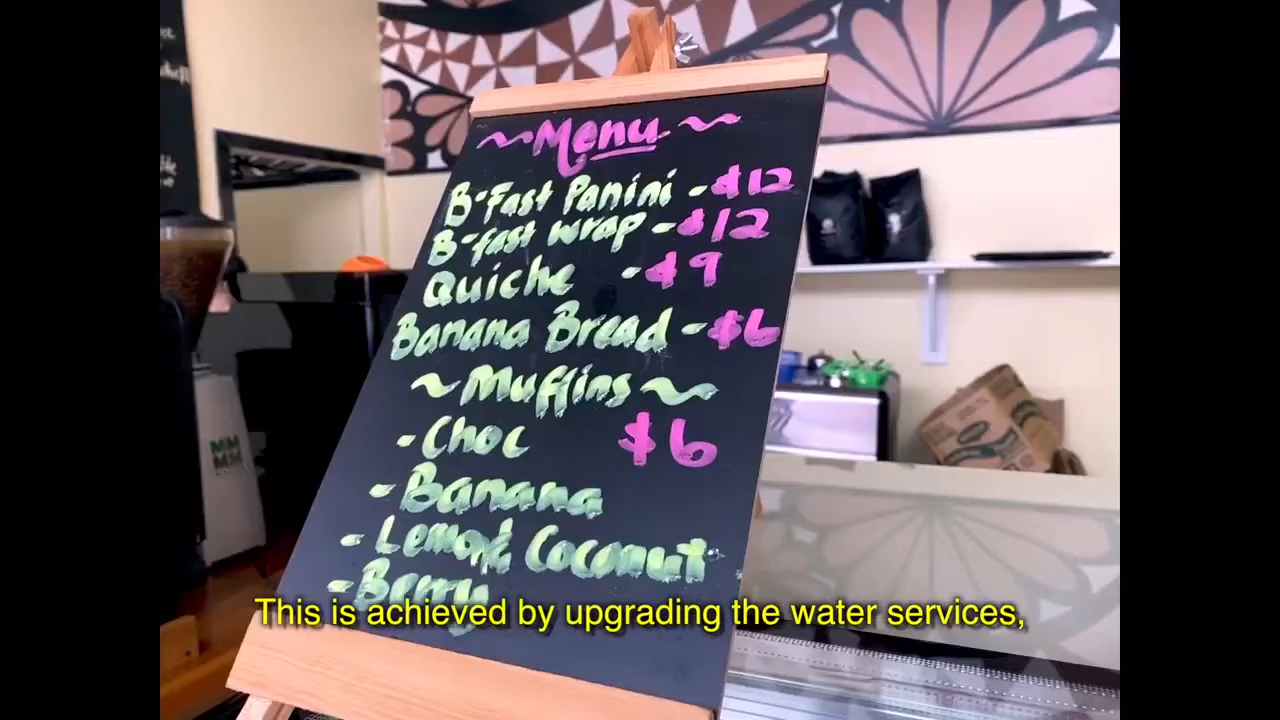 ~Menu~
B-Fast Panini - $12
B-fast wrap - $12
Quiche - $9
Banana Bread - $6
~Muffins~
- Choc $6
- Banana
- Lemon & Coconut
- Berry
This is achieved by upgrading the water services,